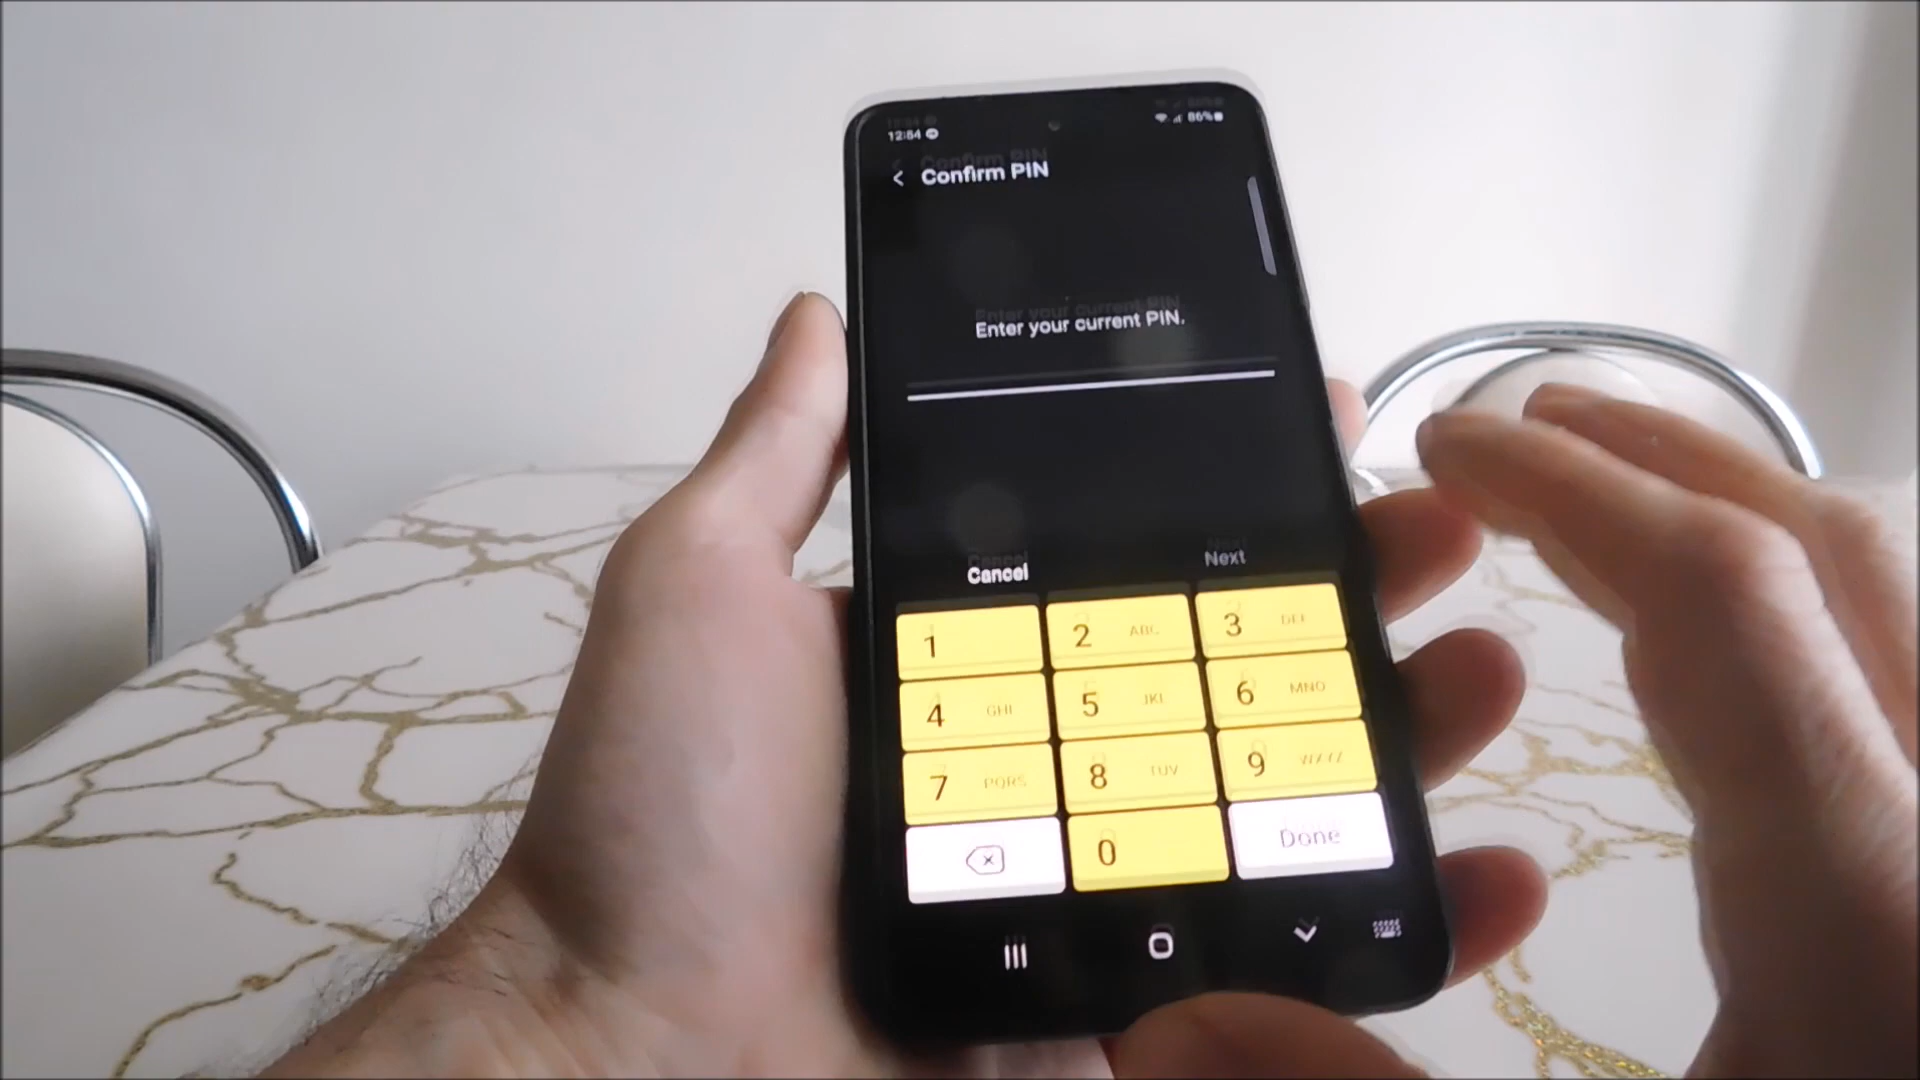 12:54 86%
Confirm PIN
Enter your current PIN.
Cancel Next
1 2 ABC 3 DEF
4 GHI 5 JKL 6 MNO
7 PQRS 8 TUV 9 WXYZ
0 Done